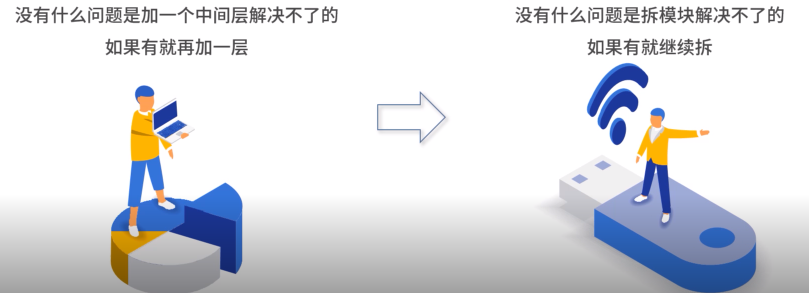 没有什么问题是加一个中间层解决不了的
如果有就再加一层
没有什么问题是拆模块解决不了的
如果有就继续拆